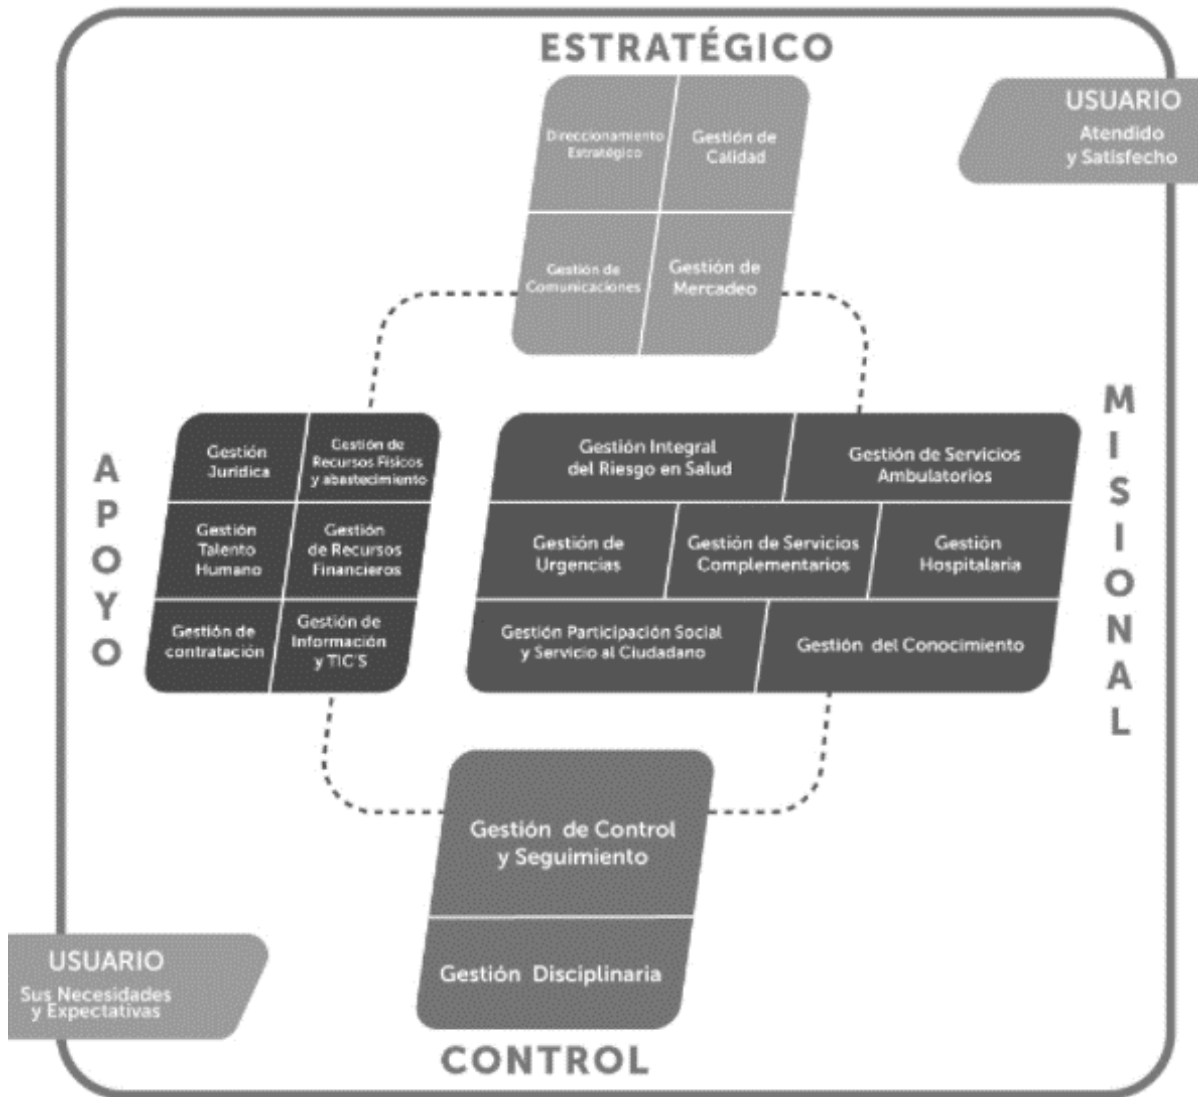 ESTRATÉGICO
USUARIO
Atendido
y Satisfecho
Direccionamiento
Estratégico
Gestión de
Calidad
Gestión de
Comunicaciones
Gestión de
Mercadeo
APOYO
Gestión
Jurídica
Gestión de
Recursos Físicos
y abastecimiento
Gestión
Talento
Humano
Gestión
de Recursos
Financieros
Gestión de
contratación
Gestión de
Información
y TIC'S
MISIONAL
Gestión Integral
del Riesgo en Salud
Gestión de Servicios
Ambulatorios
Gestión de
Urgencias
Gestión de Servicios
Complementarios
Gestión
Hospitalaria
Gestión Participación Social
y Servicio al Ciudadano
Gestión del Conocimiento
Gestión de Control
y Seguimiento
Gestión Disciplinaria
USUARIO
Sus Necesidades
y Expectativas
CONTROL